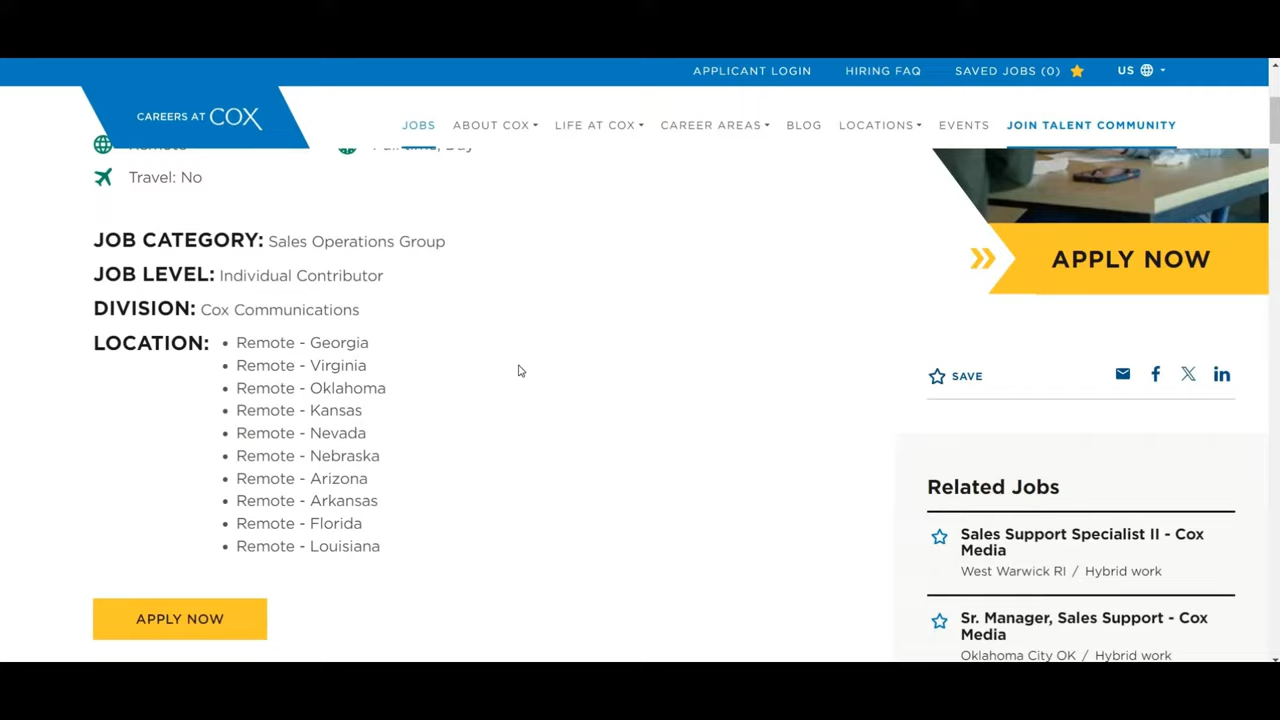 APPLICANT LOGIN HIRING FAQ SAVED JOBS (0) US
CAREERS AT COX
JOBS ABOUT COX LIFE AT COX CAREER AREAS BLOG LOCATIONS EVENTS JOIN TALENT COMMUNITY
Travel: No
JOB CATEGORY: Sales Operations Group
JOB LEVEL: Individual Contributor
DIVISION: Cox Communications
LOCATION:
• Remote - Georgia
• Remote - Virginia
• Remote - Oklahoma
• Remote - Kansas
• Remote - Nevada
• Remote - Nebraska
• Remote - Arizona
• Remote - Arkansas
• Remote - Florida
• Remote - Louisiana
APPLY NOW
APPLY NOW
SAVE
Related Jobs
Sales Support Specialist II - Cox
Media
West Warwick RI / Hybrid work
Sr. Manager, Sales Support - Cox
Media
Oklahoma City OK / Hybrid work